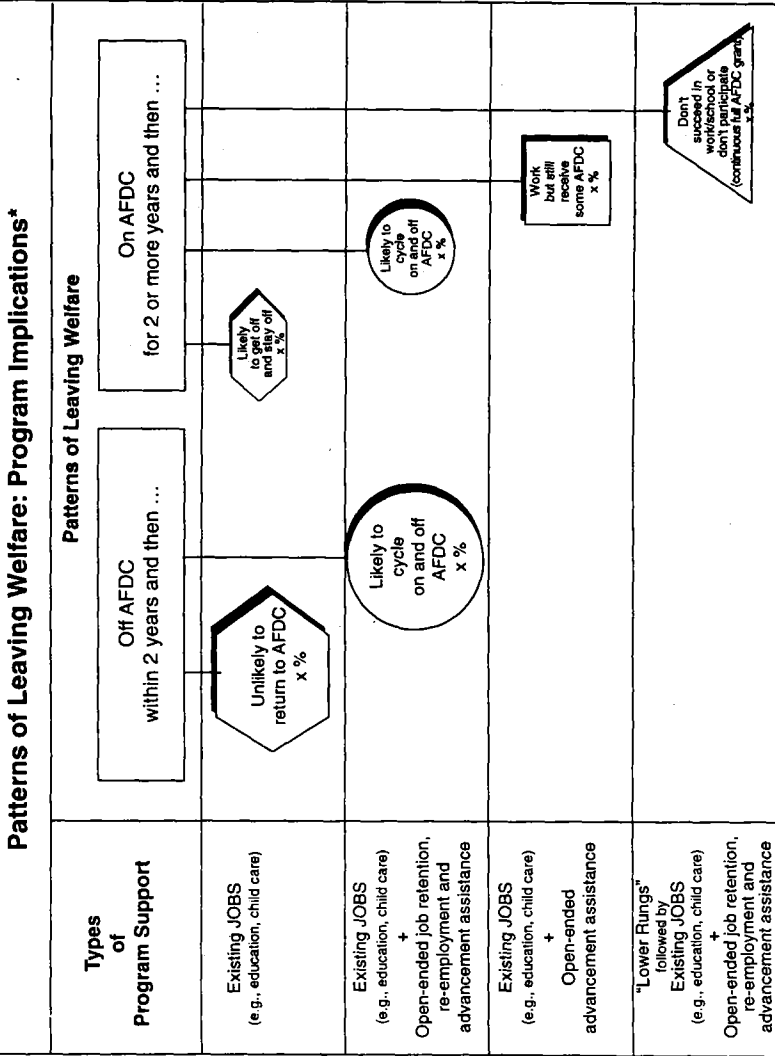 Patterns of Leaving Welfare: Program Implications*
Types
of
Program Support
Patterns of Leaving Welfare
Off AFDC
within 2 years and then ...
On AFDC
for 2 or more years and then ...
Existing JOBS
(e.g., education, child care)
Unlikely to
return to AFDC
x %
Likely
to get off
and stay off
x %
Existing JOBS
(e.g., education, child care)
+
Open-ended job retention,
re-employment and
advancement assistance
Likely to
cycle
on and off
AFDC
x %
Likely to
cycle
on and off
AFDC
x %
Existing JOBS
(e.g., education, child care)
+
Open-ended
advancement assistance
Work
but still
receive
some AFDC
x %
"Lower Rungs"
followed by
Existing JOBS
(e.g., education, child care)
+
Open-ended job retention,
re-employment and
advancement assistance
Don't
succeed in
work/school or
don't participate
(continuous full AFDC grant)
x %